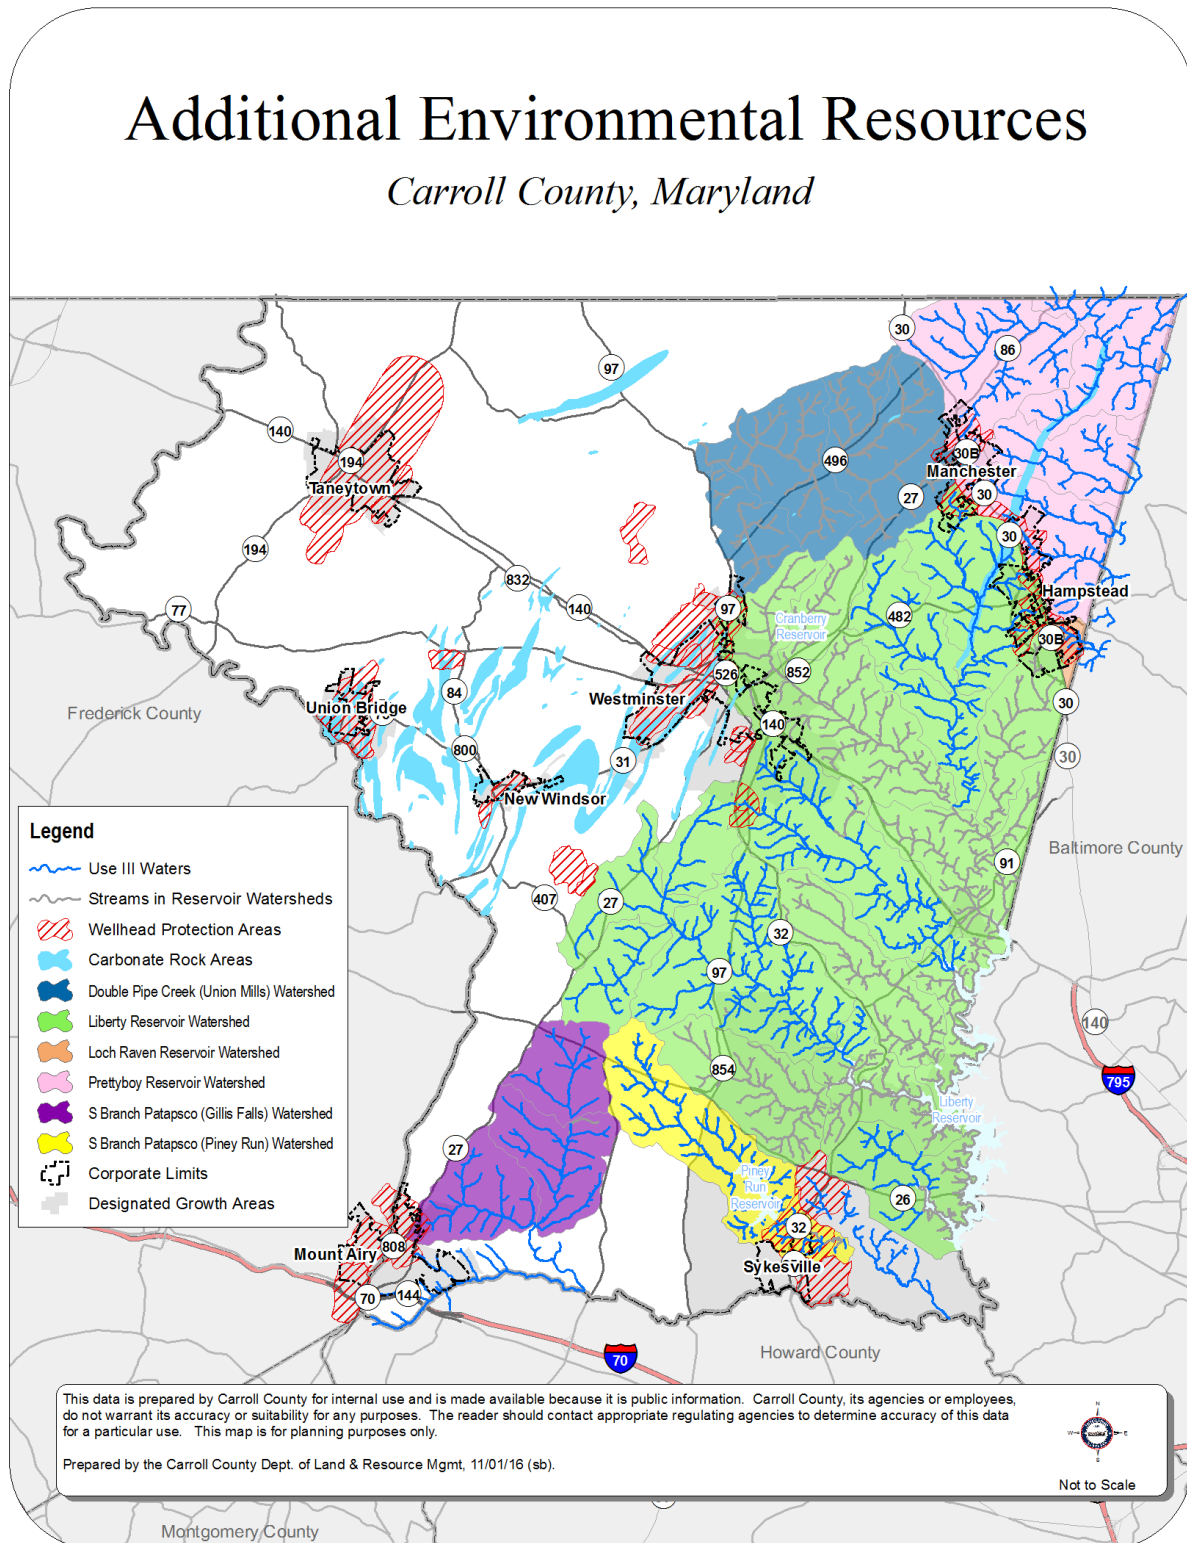 Additional Environmental Resources
Carroll County, Maryland
30
86
97
140
194
496
30B
Manchester
Taneytown
27
30
30
194
832
140
77
97
482
Hampstead
Cranberry
Reservoir
30B
526
852
84
Westminster
30
Union Bridge
Frederick County
140
800
31
30
New Windsor
Baltimore County
91
407
27
32
97
140
854
795
Liberty
Reservoir
27
Piney
Run
Reservoir
26
32
808
Mount Airy
Sykesville
70
144
Howard County
70
Legend
Use III Waters
Streams in Reservoir Watersheds
Wellhead Protection Areas
Carbonate Rock Areas
Double Pipe Creek (Union Mills) Watershed
Liberty Reservoir Watershed
Loch Raven Reservoir Watershed
Prettyboy Reservoir Watershed
S Branch Patapsco (Gillis Falls) Watershed
S Branch Patapsco (Piney Run) Watershed
Corporate Limits
Designated Growth Areas
This data is prepared by Carroll County for internal use and is made available because it is public information. Carroll County, its agencies or employees,
do not warrant its accuracy or suitability for any purposes. The reader should contact appropriate regulating agencies to determine accuracy of this data
for a particular use. This map is for planning purposes only.
Prepared by the Carroll County Dept. of Land & Resource Mgmt, 11/01/16 (sb).
N
W
E
S
Not to Scale
Montgomery County